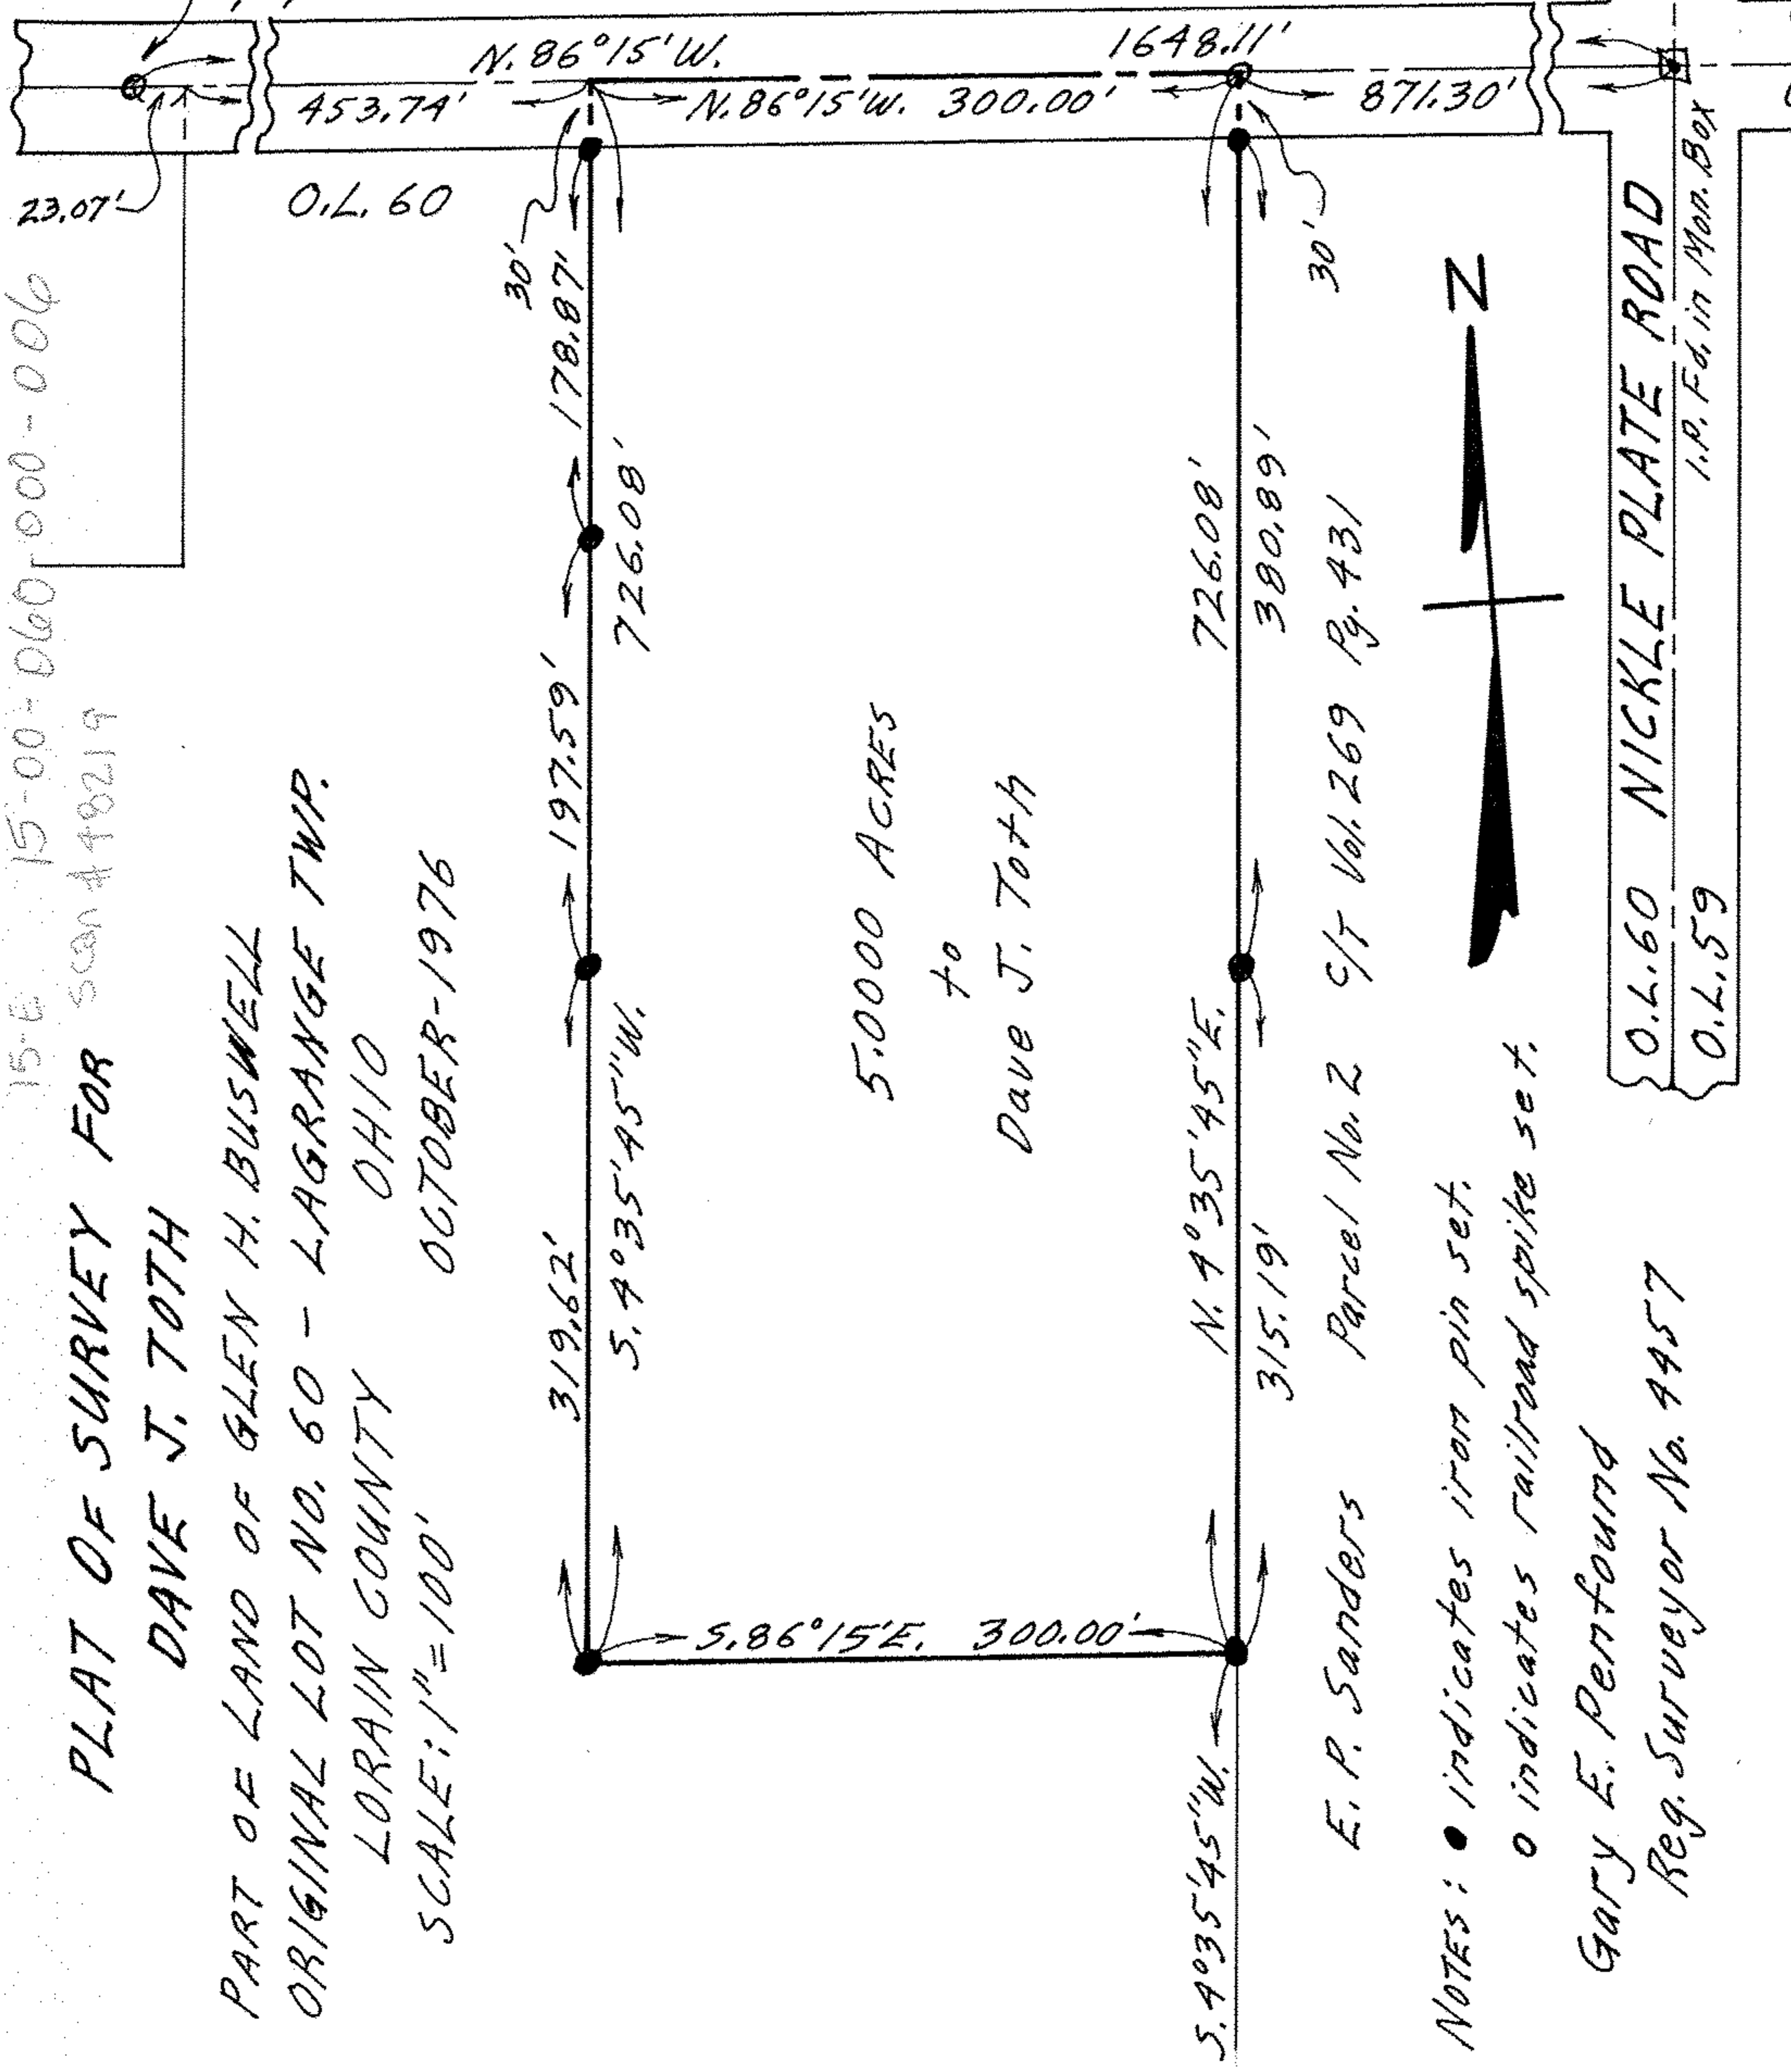 15-E 15-00-060-000-006
Scan # 48219
PLAT OF SURVEY FOR
DAVE J. TOTH
PART OF LAND OF GLEN H. BUSWELL
ORIGINAL LOT NO. 60 - LAGRANGE TWP.
LORAIN COUNTY OHIO
SCALE: 1"=100' OCTOBER-1976
N. 86°15'W. 1648.11'
453.74'
N. 86°15'W. 300.00'
871.30'
23.07'
O.L. 60
30'
30'
178.87'
197.59'
319.62'
726.08'
S. 4°35'45"W.
5.0000 ACRES
to
Dave J. Toth
726.08'
N. 4°35'45"E.
380.89'
315.19'
S. 86°15'E. 300.00'
S. 4°35'45"W.
E. P. Sanders Parcel No. 2 C/T Vol. 269 Pg. 431
N
NOTES: ● indicates iron pin set.
o indicates railroad spike set.
Gary E. Penfound
Reg. Surveyor No. 4457
O.L. 60 NICKLE PLATE ROAD
O.L. 59
I.P. Fd. in Mon. Box